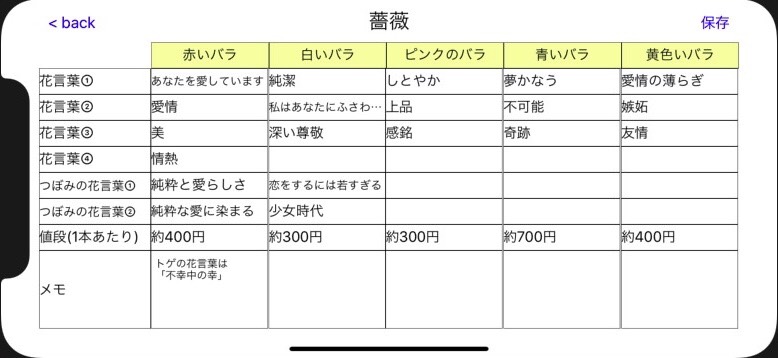 < back 薔薇 保存
赤いバラ 白いバラ ピンクのバラ 青いバラ 黄色いバラ
花言葉① あなたを愛しています 純潔 しとやか 夢かなう 愛情の薄らぎ
花言葉② 愛情 私はあなたにふさわ… 上品 不可能 嫉妬
花言葉③ 美 深い尊敬 感銘 奇跡 友情
花言葉④ 情熱
つぼみの花言葉① 純粋と愛らしさ 恋をするには若すぎる
つぼみの花言葉② 純粋な愛に染まる 少女時代
値段(1本あたり) 約400円 約300円 約300円 約700円 約400円
メモ トゲの花言葉は
「不幸中の幸」